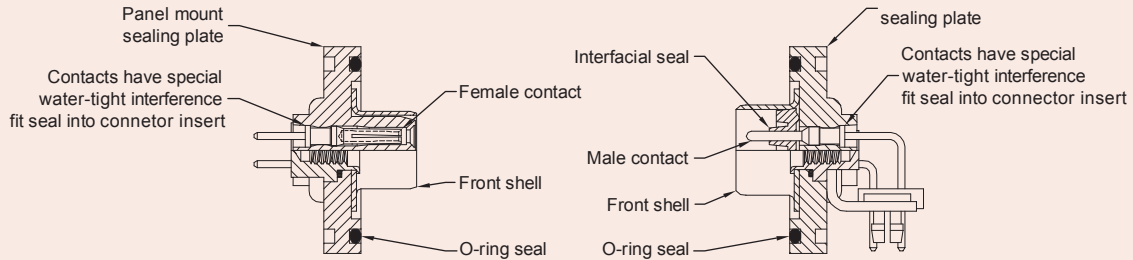 Panel mount
sealing plate
Contacts have special
water-tight interference
fit seal into connetor insert
Female contact
Front shell
O-ring seal
sealing plate
Interfacial seal
Contacts have special
water-tight interference
fit seal into connector insert
Male contact
Front shell
O-ring seal